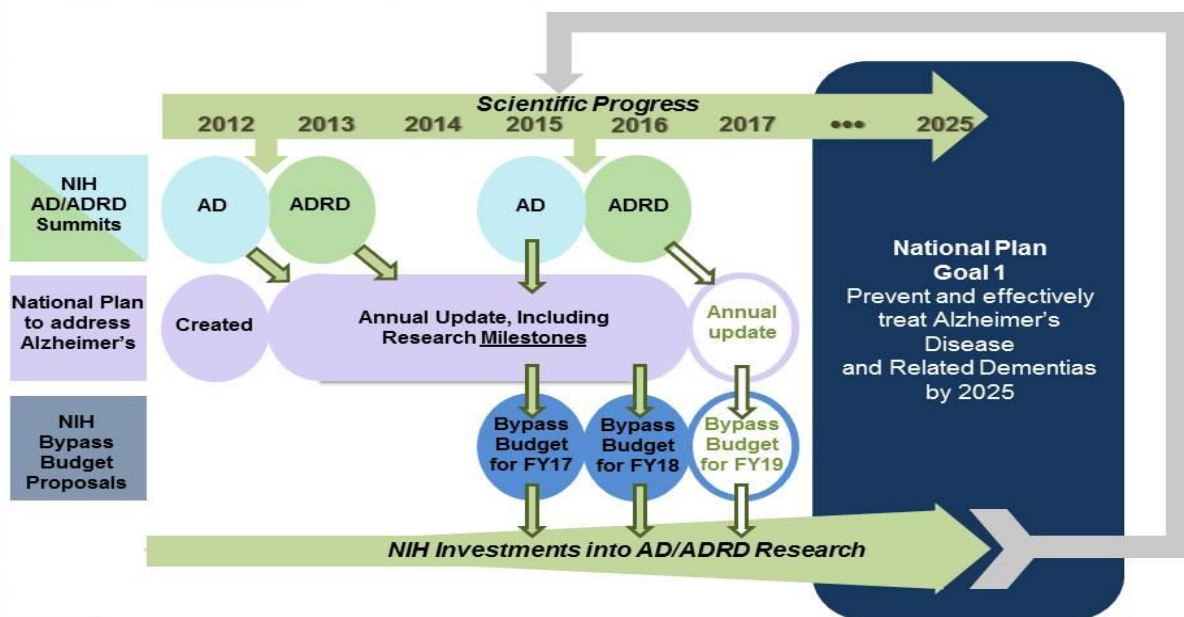 Scientific Progress
2012 2013 2014 2015 2016 2017 ••• 2025
NIH
AD/ADRD
Summits
AD
ADRD
AD
ADRD
National Plan
to address
Alzheimer's
Created
Annual Update, Including
Research Milestones
Annual
update
NIH
Bypass
Budget
Proposals
Bypass
Budget
for FY17
Bypass
Budget
for FY18
Bypass
Budget
for FY19
National Plan
Goal 1
Prevent and effectively
treat Alzheimer's
Disease
and Related Dementias
by 2025
NIH Investments into AD/ADRD Research